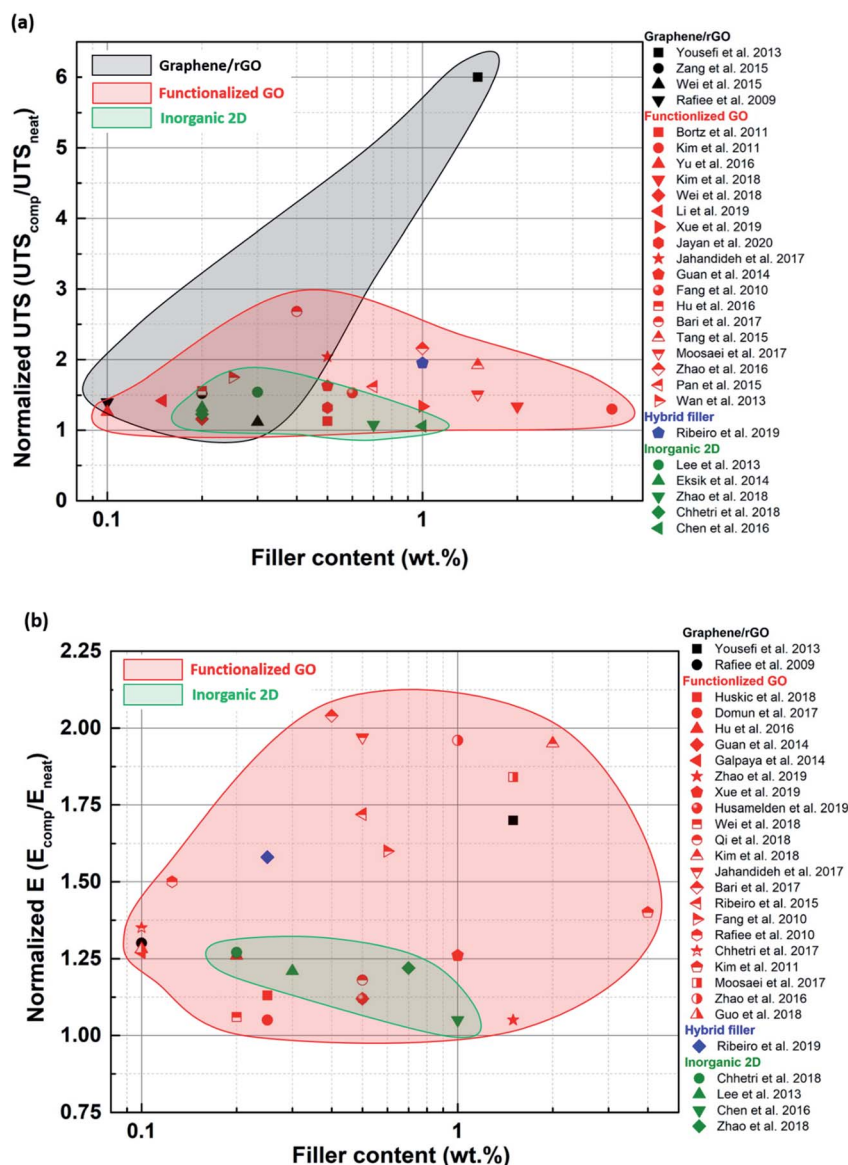 (a)
Normalized UTS (UTScomp/UTSneat)
6
5
4
3
2
1
0
0.1
1
Filler content (wt.%)
Graphene/rGO
Functionalized GO
Inorganic 2D
Graphene/rGO
Yousefi et al. 2013
Zang et al. 2015
Wei et al. 2015
Rafiee et al. 2009
Functionlized GO
Bortz et al. 2011
Kim et al. 2011
Yu et al. 2016
Kim et al. 2018
Wei et al. 2018
Li et al. 2019
Xue et al. 2019
Jayan et al. 2020
Jahandideh et al. 2017
Guan et al. 2014
Fang et al. 2010
Hu et al. 2016
Bari et al. 2017
Tang et al. 2015
Moosaei et al. 2017
Zhao et al. 2016
Pan et al. 2015
Wan et al. 2013
Hybrid filler
Ribeiro et al. 2019
Inorganic 2D
Lee et al. 2013
Eksik et al. 2014
Zhao et al. 2018
Chhetri et al. 2018
Chen et al. 2016
(b)
Normalized E (Ecomp/Eneat)
2.25
2.00
1.75
1.50
1.25
1.00
0.75
0.1
1
Filler content (wt.%)
Functionalized GO
Inorganic 2D
Graphene/rGO
Yousefi et al. 2013
Rafiee et al. 2009
Functionlized GO
Huskic et al. 2018
Domun et al. 2017
Hu et al. 2016
Guan et al. 2014
Galpaya et al. 2014
Zhao et al. 2019
Xue et al. 2019
Husamelden et al. 2019
Wei et al. 2018
Qi et al. 2018
Kim et al. 2018
Jahandideh et al. 2017
Bari et al. 2017
Ribeiro et al. 2015
Fang et al. 2010
Rafiee et al. 2010
Chhetri et al. 2017
Kim et al. 2011
Moosaei et al. 2017
Zhao et al. 2016
Guo et al. 2018
Hybrid filler
Ribeiro et al. 2019
Inorganic 2D
Chhetri et al. 2018
Lee et al. 2013
Chen et al. 2016
Zhao et al. 2018